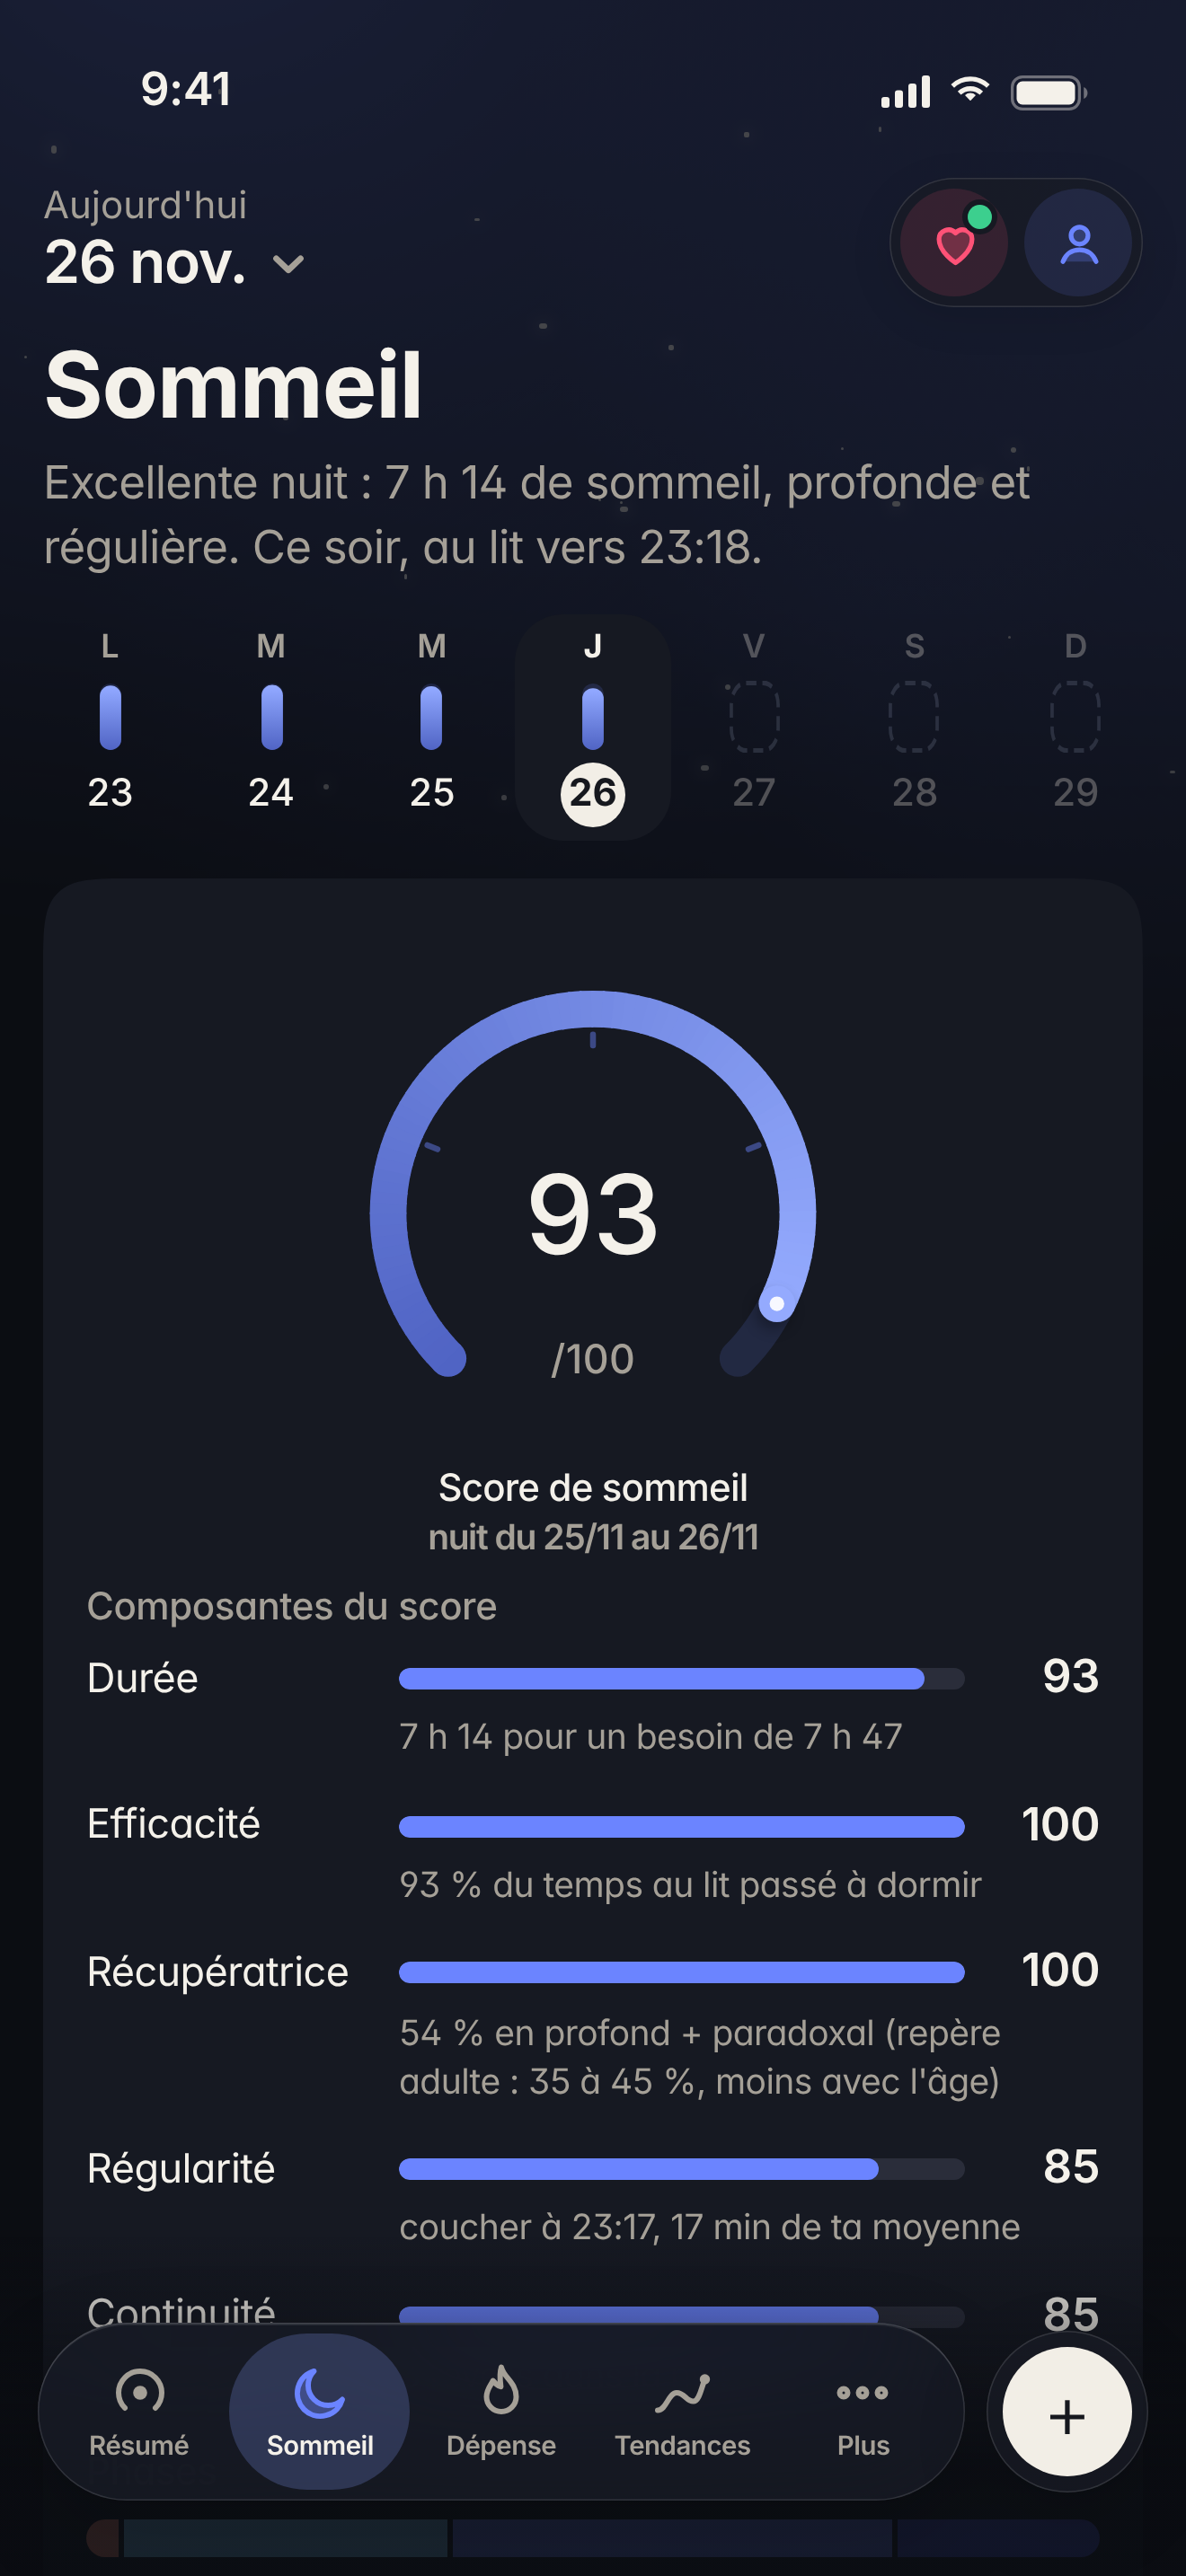 9:41
Aujourd'hui
26 nov.
Sommeil
Excellente nuit : 7 h 14 de sommeil, profonde et
régulière. Ce soir, au lit vers 23:18.
L M M J V S D
23 24 25 26 27 28 29
93
/100
Score de sommeil
nuit du 25/11 au 26/11
Composantes du score
Durée 93
7 h 14 pour un besoin de 7 h 47
Efficacité 100
93 % du temps au lit passé à dormir
Récupératrice 100
54 % en profond + paradoxal (repère
adulte : 35 à 45 %, moins avec l'âge)
Régularité 85
coucher à 23:17, 17 min de ta moyenne
Continuité 85
Résumé Sommeil Dépense Tendances Plus
Phases